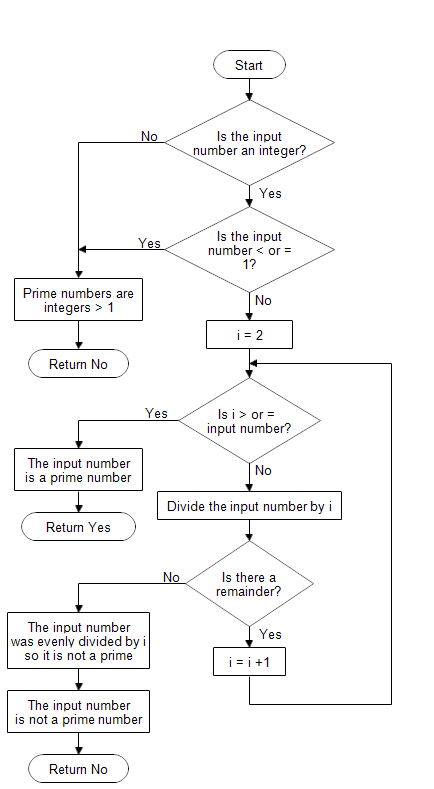 Start
Is the input
number an integer?
No
Yes
Is the input
number < or =
1?
Yes
No
Prime numbers are
integers > 1
Return No
i = 2
Is i > or =
input number?
Yes
No
The input number
is a prime number
Return Yes
Divide the input number by i
Is there a
remainder?
No
Yes
The input number
was evenly divided by i
so it is not a prime
i = i +1
The input number
is not a prime number
Return No